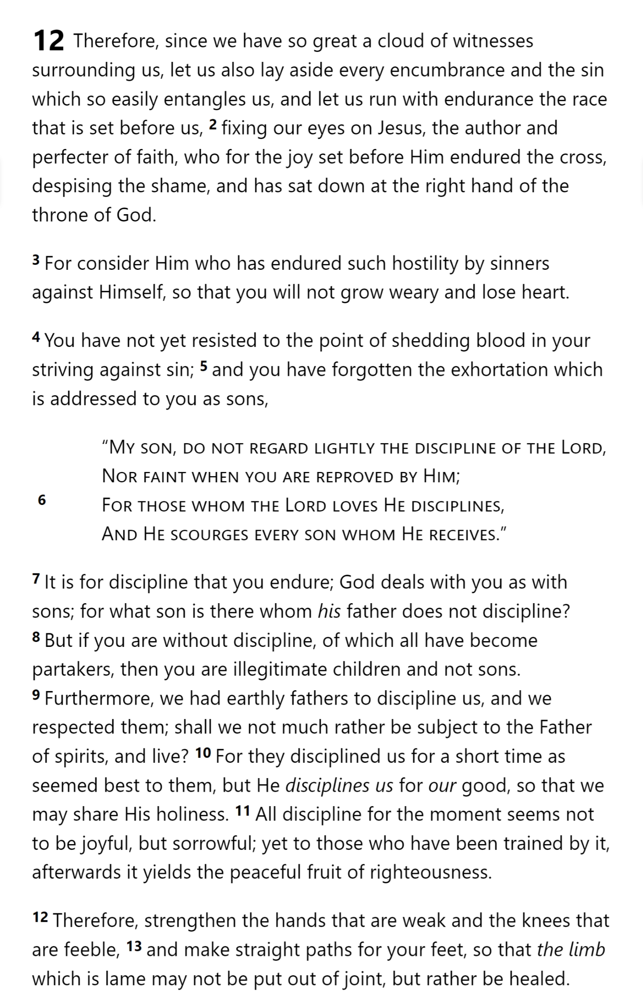 12 Therefore, since we have so great a cloud of witnesses
surrounding us, let us also lay aside every encumbrance and the sin
which so easily entangles us, and let us run with endurance the race
that is set before us, 2 fixing our eyes on Jesus, the author and
perfecter of faith, who for the joy set before Him endured the cross,
despising the shame, and has sat down at the right hand of the
throne of God.
3 For consider Him who has endured such hostility by sinners
against Himself, so that you will not grow weary and lose heart.
4 You have not yet resisted to the point of shedding blood in your
striving against sin; 5 and you have forgotten the exhortation which
is addressed to you as sons,
“My son, do not regard lightly the discipline of the Lord,
Nor faint when you are reproved by Him;
6 For those whom the Lord loves He disciplines,
And He scourges every son whom He receives.”
7 It is for discipline that you endure; God deals with you as with
sons; for what son is there whom his father does not discipline?
8 But if you are without discipline, of which all have become
partakers, then you are illegitimate children and not sons.
9 Furthermore, we had earthly fathers to discipline us, and we
respected them; shall we not much rather be subject to the Father
of spirits, and live? 10 For they disciplined us for a short time as
seemed best to them, but He disciplines us for our good, so that we
may share His holiness. 11 All discipline for the moment seems not
to be joyful, but sorrowful; yet to those who have been trained by it,
afterwards it yields the peaceful fruit of righteousness.
12 Therefore, strengthen the hands that are weak and the knees that
are feeble, 13 and make straight paths for your feet, so that the limb
which is lame may not be put out of joint, but rather be healed.